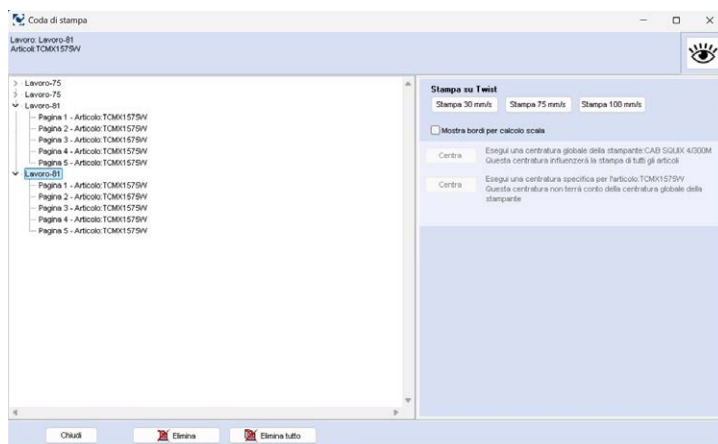 Coda di stampa
Lavoro: Lavoro-81
Articoli:TCMX1575W
Lavoro-75
Lavoro-75
Lavoro-81
Pagina 1 - Articolo:TCMX1575W
Pagina 2 - Articolo:TCMX1575W
Pagina 3 - Articolo:TCMX1575W
Pagina 4 - Articolo:TCMX1575W
Pagina 5 - Articolo:TCMX1575W
Lavoro-81
Pagina 1 - Articolo:TCMX1575W
Pagina 2 - Articolo:TCMX1575W
Pagina 3 - Articolo:TCMX1575W
Pagina 4 - Articolo:TCMX1575W
Pagina 5 - Articolo:TCMX1575W
Stampa su Twist
Stampa 30 mm/s Stampa 75 mm/s Stampa 100 mm/s
Mostra bordi per calcolo scala
Centra
Esegui una centratura globale della stampante:CAB SQUIX 4/300M
Questa centratura influenzerà la stampa di tutti gli articoli
Centra
Esegui una centratura specifica per l'articolo:TCMX1575W
Questa centratura non terrà conto della centratura globale della
stampante
Chiudi Elimina Elimina tutto